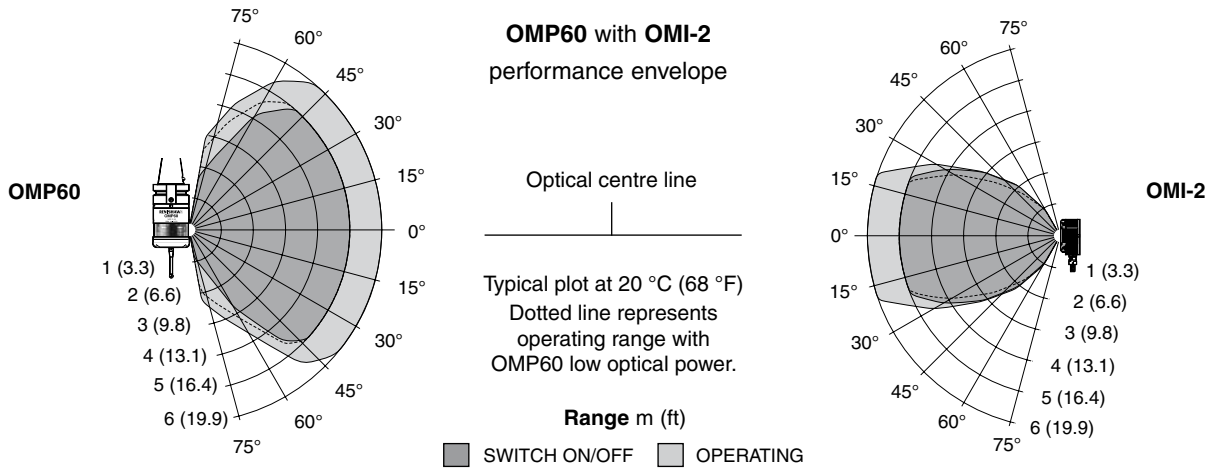 OMP60 with OMI-2
performance envelope
OMP60
75°
60°
45°
30°
15°
0°
15°
30°
45°
60°
75°
RENISHAW
OMP60
1 (3.3)
2 (6.6)
3 (9.8)
4 (13.1)
5 (16.4)
6 (19.9)
Optical centre line
Typical plot at 20 °C (68 °F)
Dotted line represents
operating range with
OMP60 low optical power.
Range m (ft)
SWITCH ON/OFF
OPERATING
OMI-2
75°
60°
45°
30°
15°
0°
15°
30°
45°
60°
75°
1 (3.3)
2 (6.6)
3 (9.8)
4 (13.1)
5 (16.4)
6 (19.9)